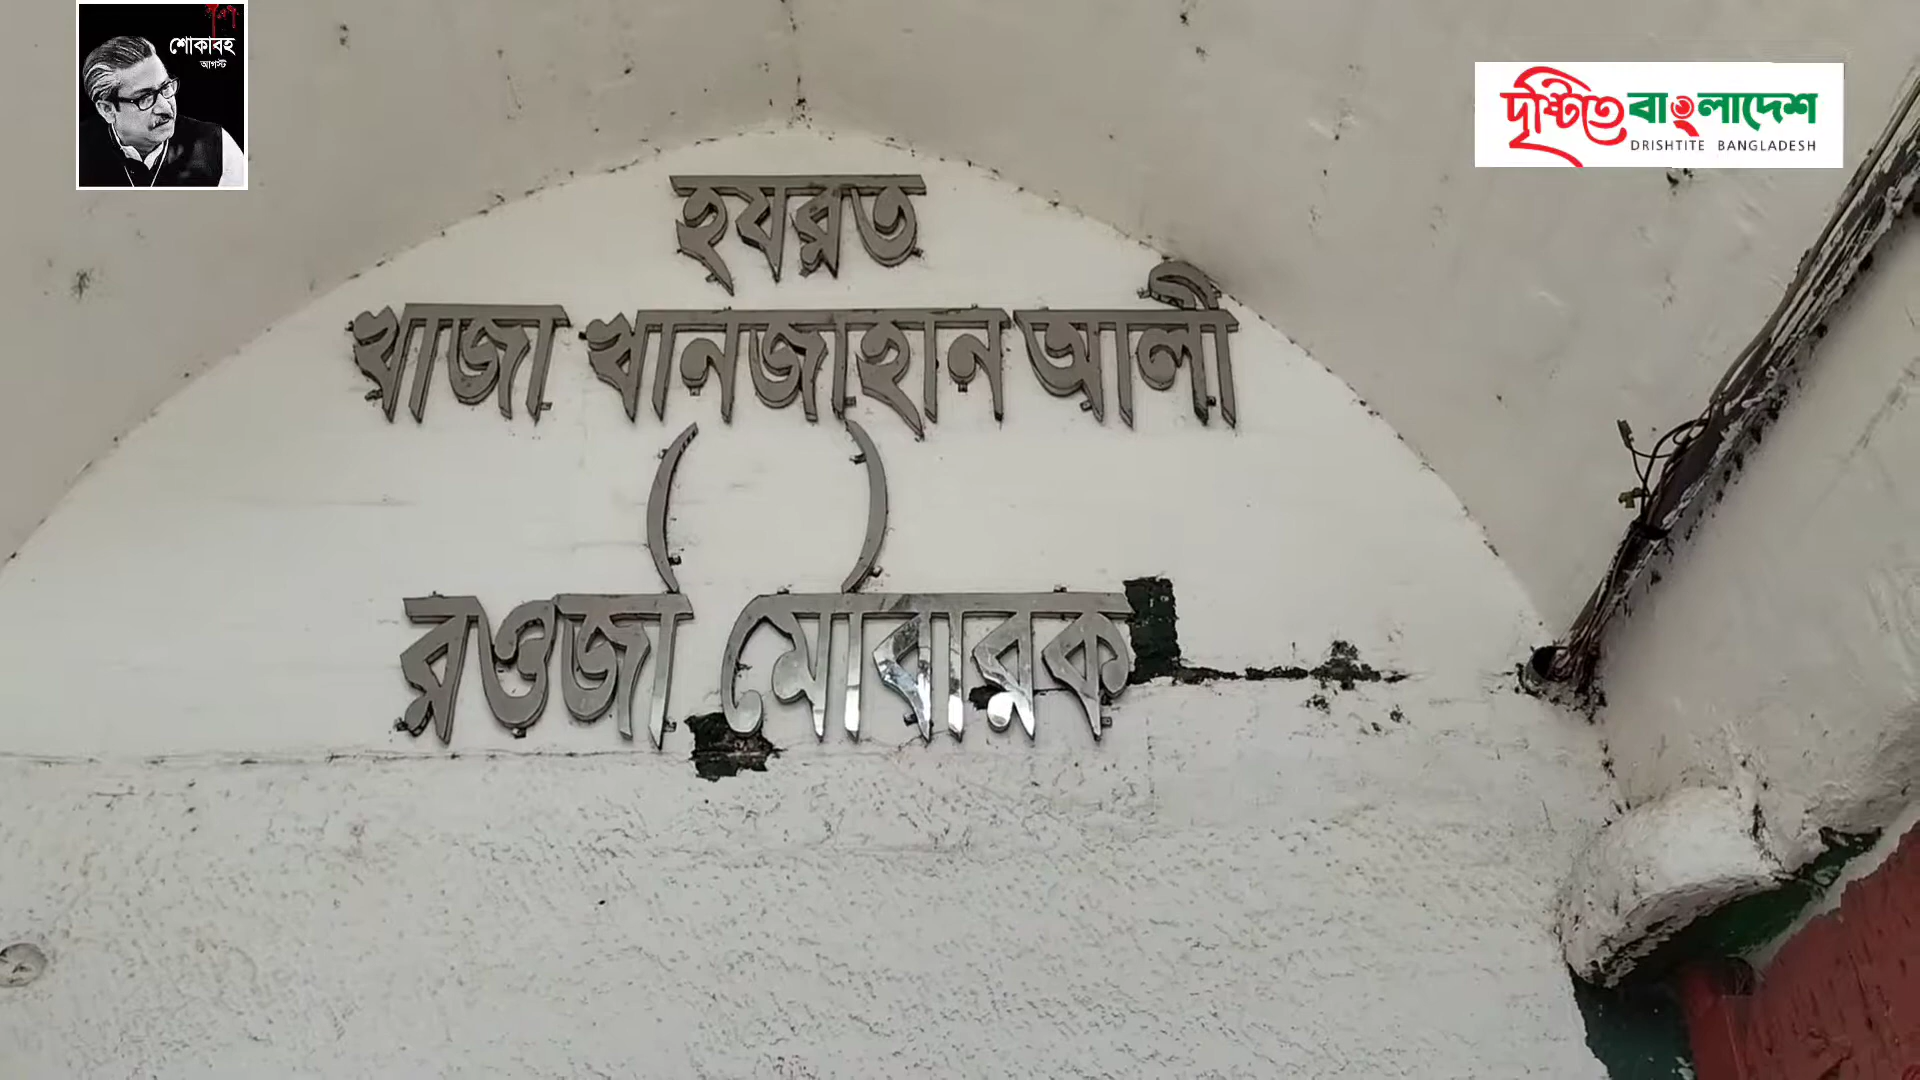 শোকাবহ
আগস্ট
দৃষ্টিতে বাংলাদেশ
DRISHTITE BANGLADESH
হযরত
খাজা খানজাহান আলী
( )
রওজা মোবারক